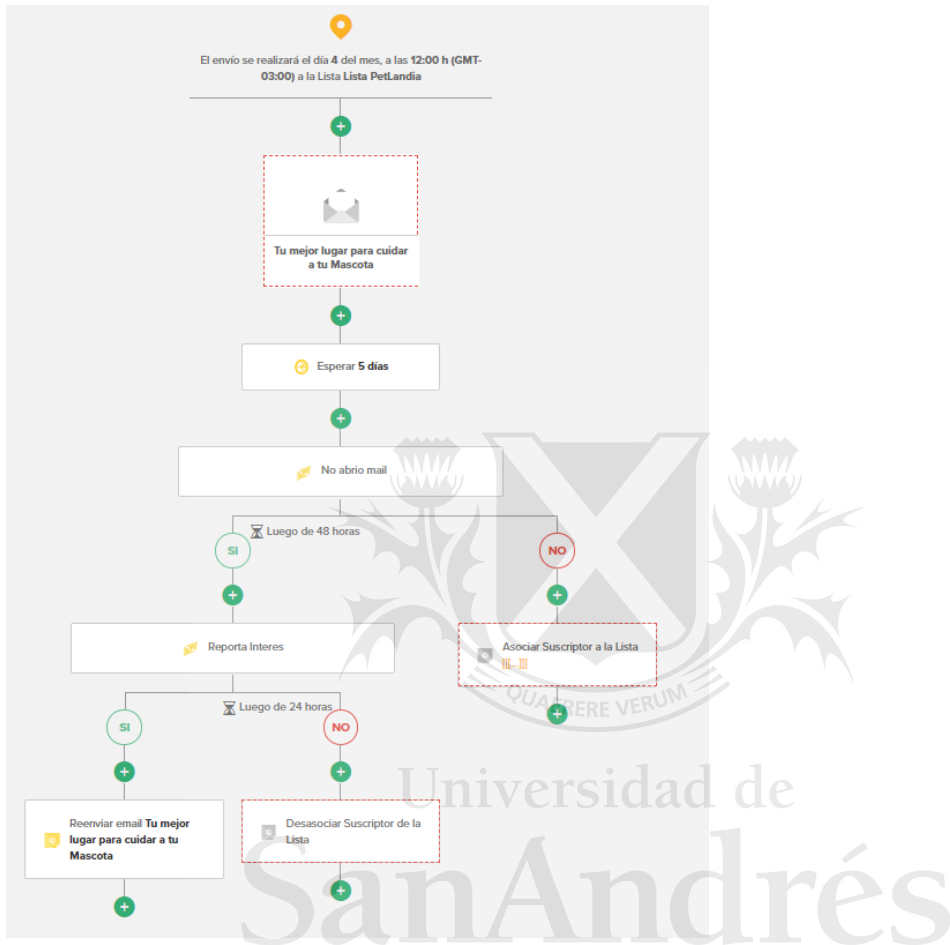 El envío se realizará el día 4 del mes, a las 12:00 h (GMT-
03:00) a la Lista Lista PetLandia
Tu mejor lugar para cuidar
a tu Mascota
Esperar 5 días
No abrio mail
Luego de 48 horas
SI
NO
Reporta Interes
Asociar Suscriptor a la Lista
[[[...]]]
Luego de 24 horas
SI
NO
Reenviar email Tu mejor
lugar para cuidar a tu
Mascota
Desasociar Suscriptor de la
Lista
QUAERERE VERUM
Universidad de
SanAndrés